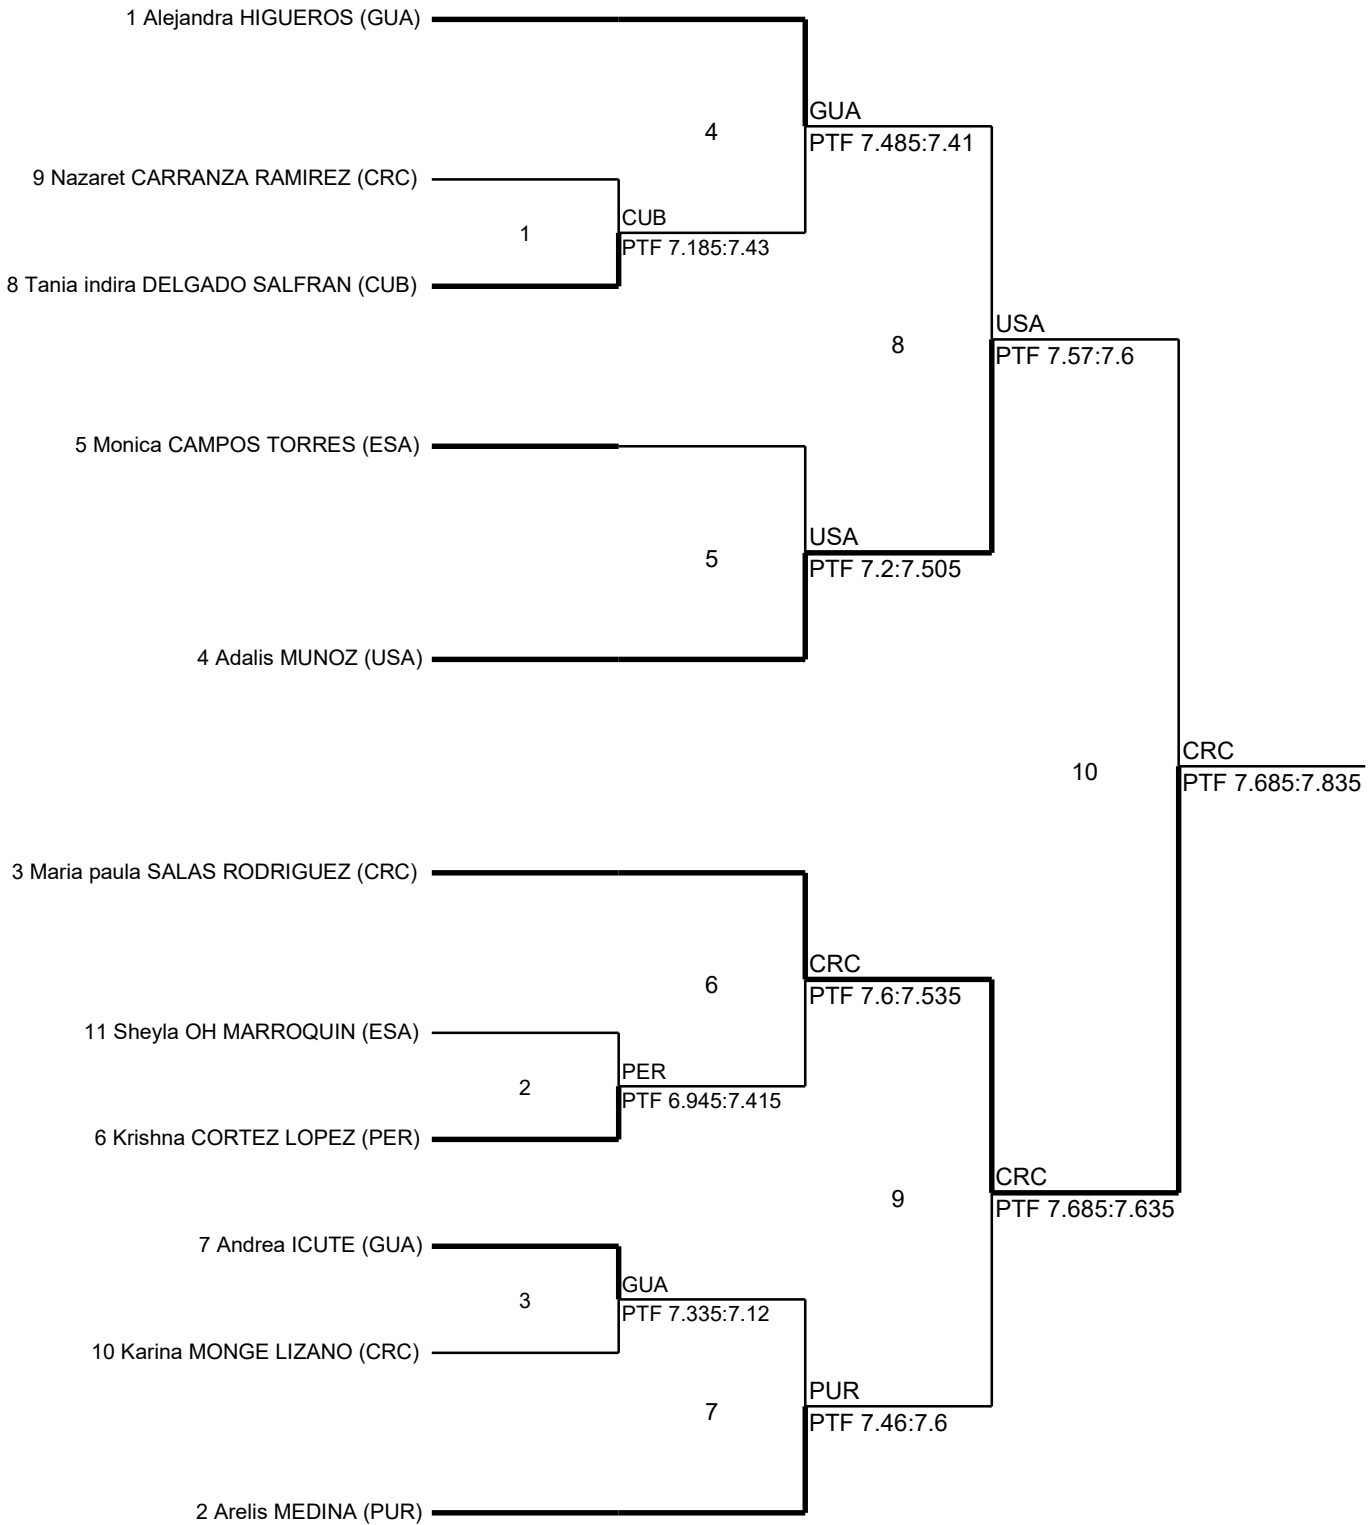 1 Alejandra HIGUEROS (GUA)
GUA
4
PTF 7.485:7.41
9 Nazaret CARRANZA RAMIREZ (CRC)
CUB
1
PTF 7.185:7.43
8 Tania indira DELGADO SALFRAN (CUB)
USA
8
PTF 7.57:7.6
5 Monica CAMPOS TORRES (ESA)
USA
5
PTF 7.2:7.505
4 Adalis MUNOZ (USA)
CRC
10
PTF 7.685:7.835
3 Maria paula SALAS RODRIGUEZ (CRC)
CRC
6
PTF 7.6:7.535
11 Sheyla OH MARROQUIN (ESA)
PER
2
PTF 6.945:7.415
6 Krishna CORTEZ LOPEZ (PER)
CRC
9
PTF 7.685:7.635
7 Andrea ICUTE (GUA)
GUA
3
PTF 7.335:7.12
10 Karina MONGE LIZANO (CRC)
PUR
7
PTF 7.46:7.6
2 Arelis MEDINA (PUR)